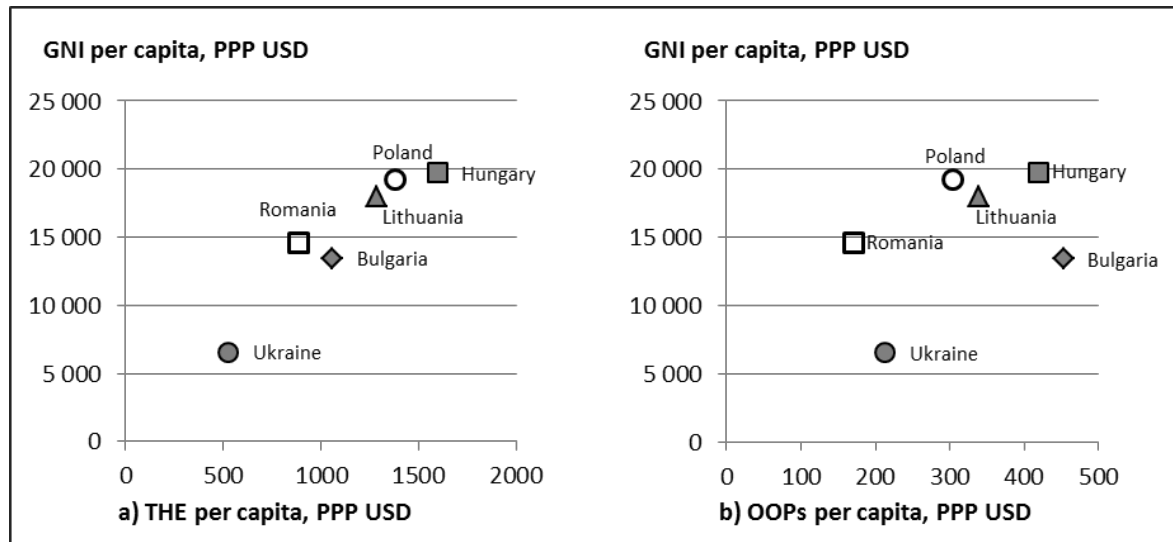 GNI per capita, PPP USD
25 000
20 000
15 000
10 000
5 000
0
0 500 1000 1500 2000
Poland
Hungary
Lithuania
Romania
Bulgaria
Ukraine
a) THE per capita, PPP USD
GNI per capita, PPP USD
25 000
20 000
15 000
10 000
5 000
0
0 100 200 300 400 500
Poland
Hungary
Lithuania
Romania
Bulgaria
Ukraine
b) OOPs per capita, PPP USD